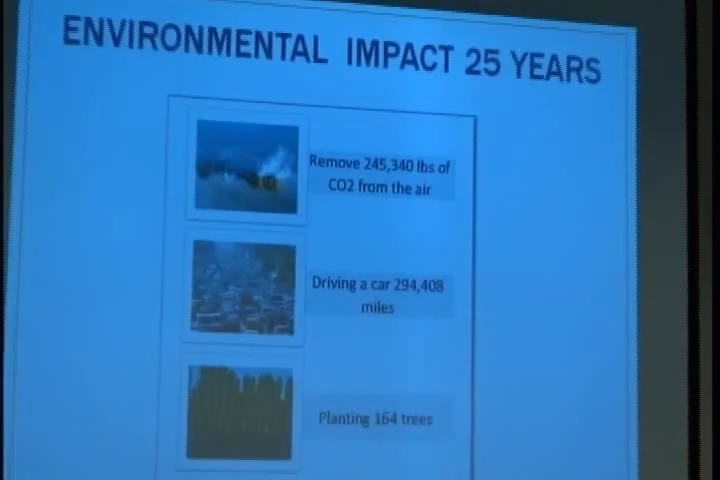 ENVIRONMENTAL IMPACT 25 YEARS
Remove 245,340 lbs of
CO2 from the air
Driving a car 294,408
miles
Planting 164 trees